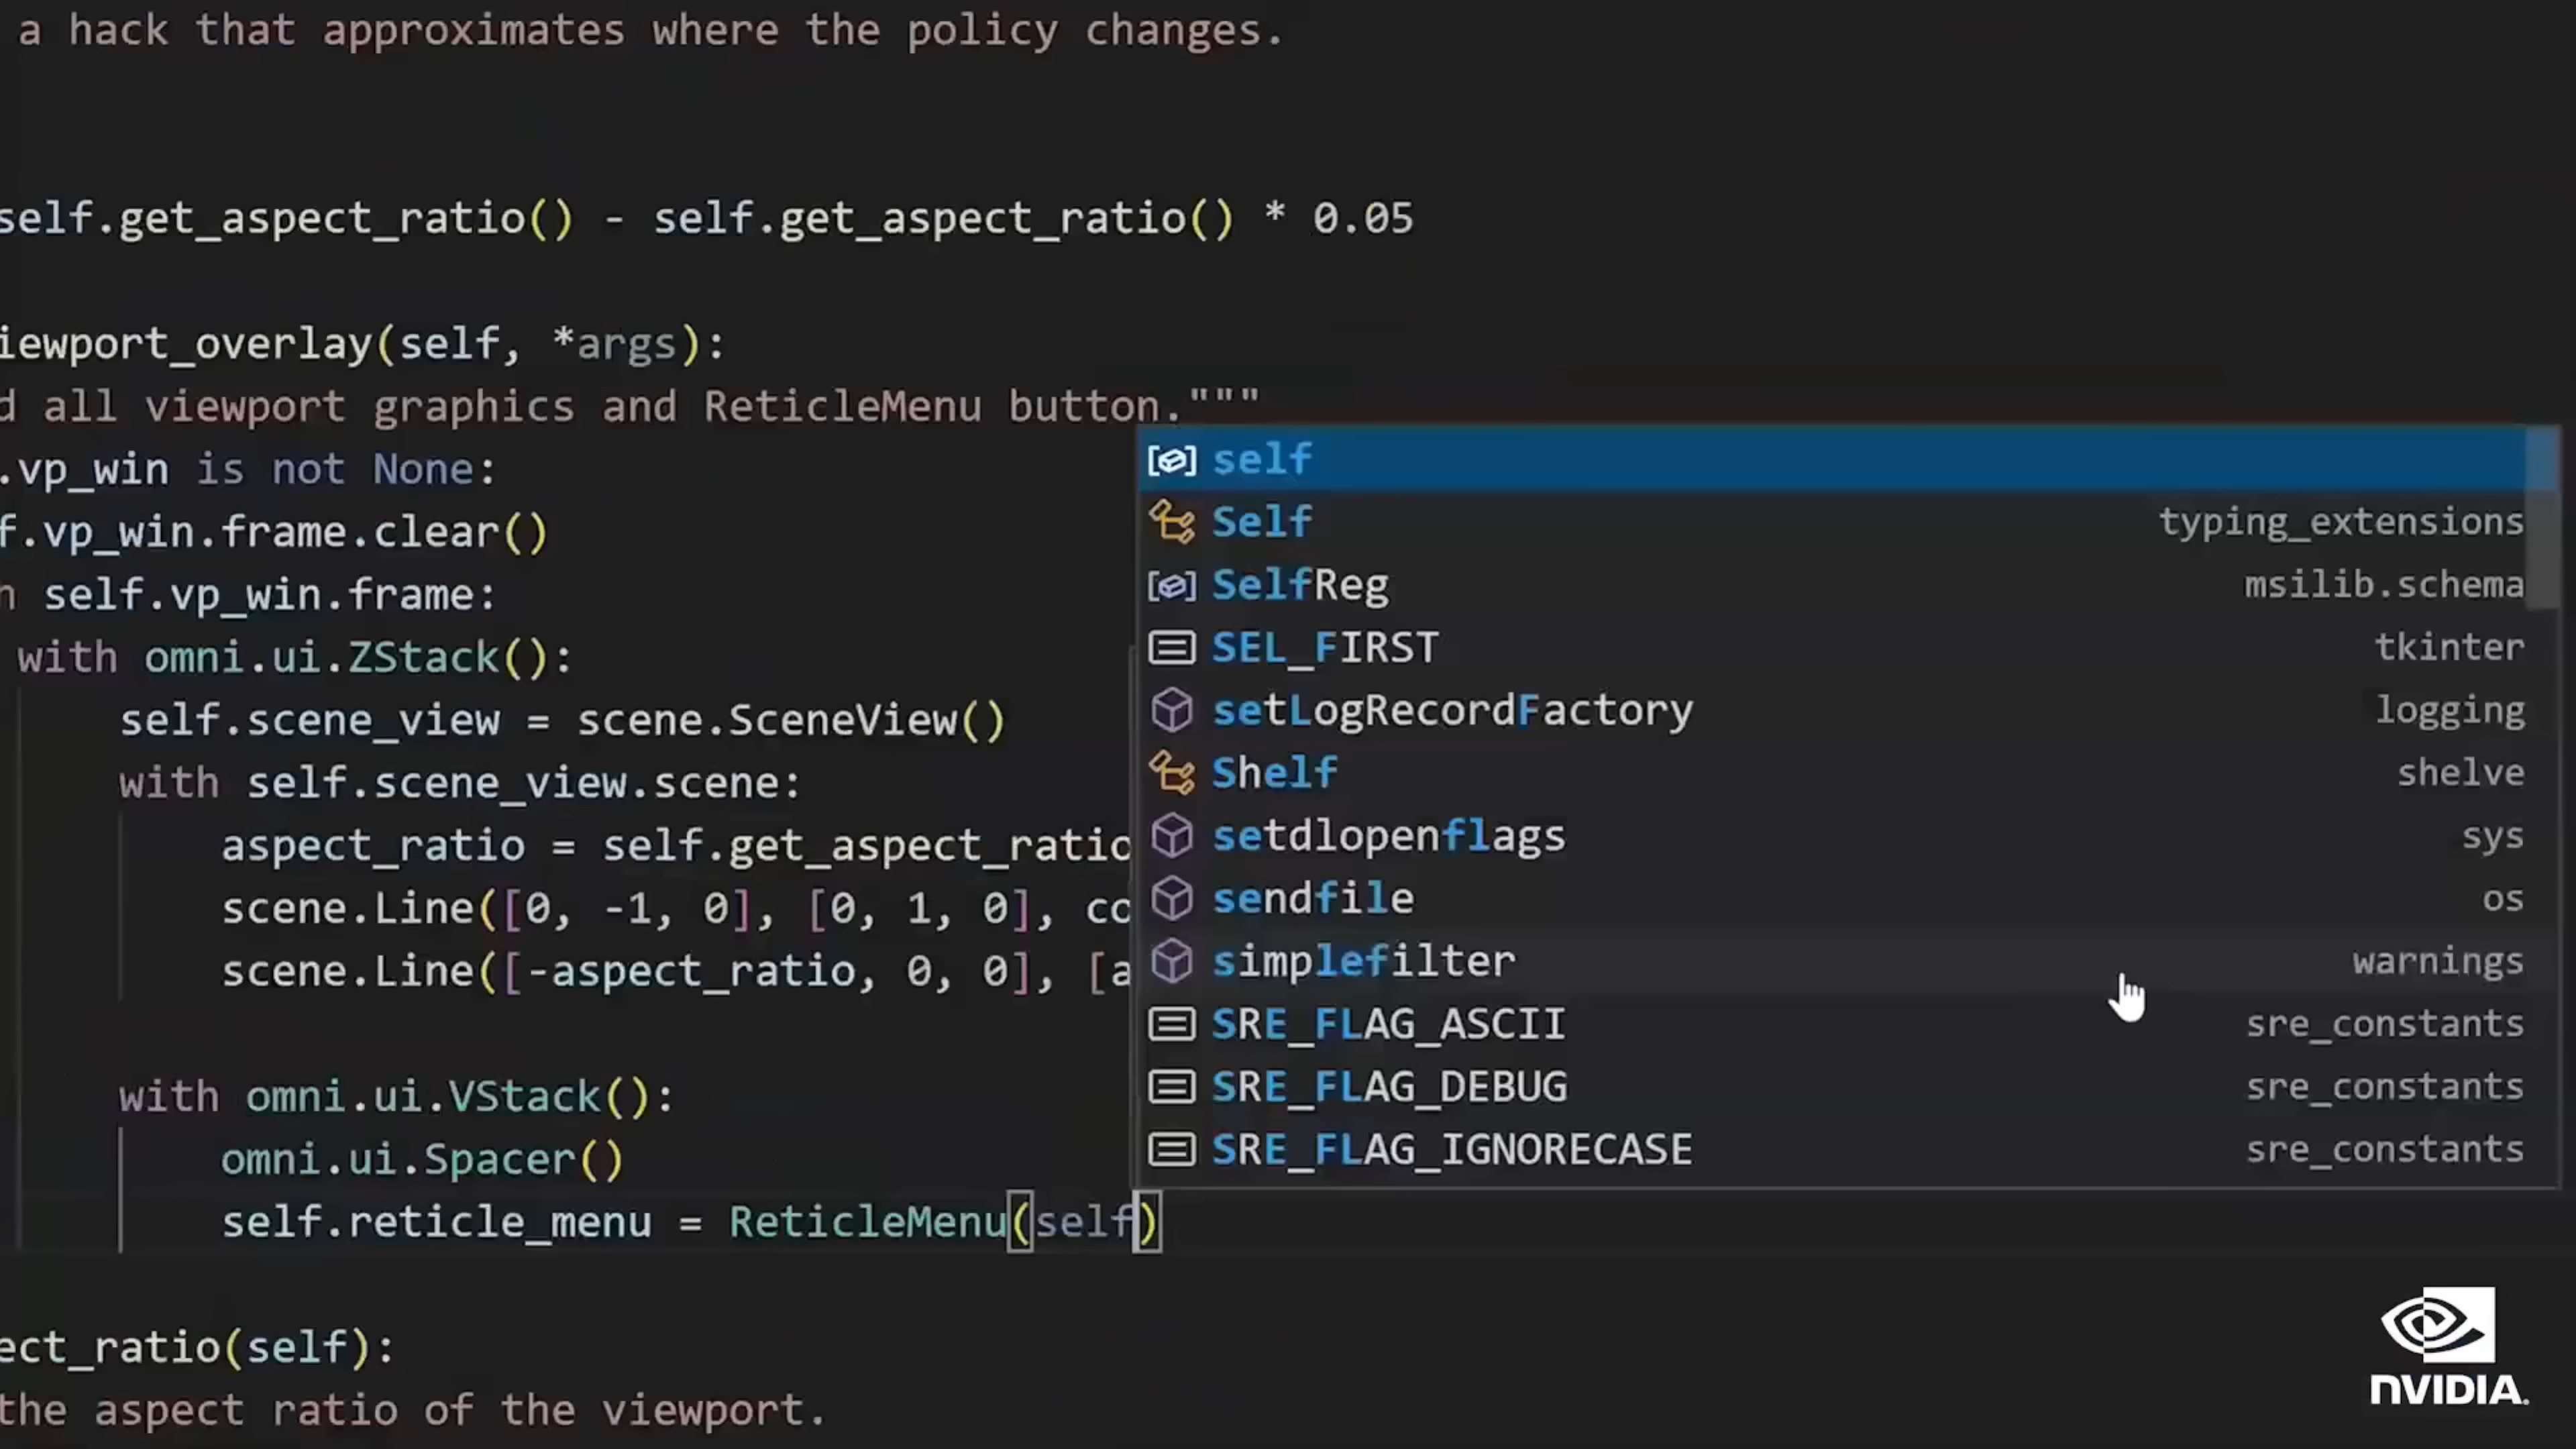 a hack that approximates where the policy changes.
self.get_aspect_ratio() - self.get_aspect_ratio() * 0.05
iewport_overlay(self, *args):
d all viewport graphics and ReticleMenu button."""
.vp_win is not None:
f.vp_win.frame.clear()
h self.vp_win.frame:
with omni.ui.ZStack():
self.scene_view = scene.SceneView()
with self.scene_view.scene:
aspect_ratio = self.get_aspect_ratio
scene.Line([0, -1, 0], [0, 1, 0], co
scene.Line([-aspect_ratio, 0, 0], [a
with omni.ui.VStack():
omni.ui.Spacer()
self.reticle_menu = ReticleMenu(self)
ect_ratio(self):
the aspect ratio of the viewport.
self
Self typing_extensions
SelfReg msilib.schema
SEL_FIRST tkinter
setLogRecordFactory logging
Shelf shelve
setdlopenflags sys
sendfile os
simplefilter warnings
SRE_FLAG_ASCII sre_constants
SRE_FLAG_DEBUG sre_constants
SRE_FLAG_IGNORECASE sre_constants
NVIDIA.